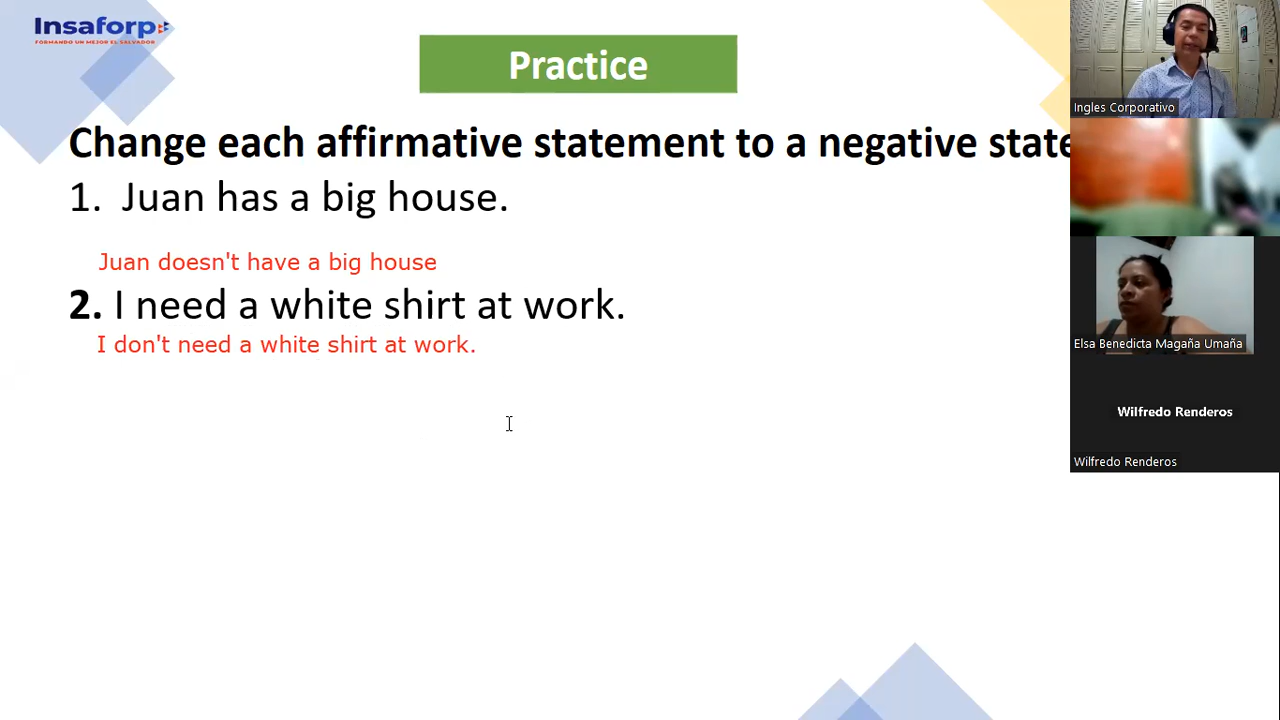 Insaforp
FORMANDO UN MEJOR EL SALVADOR
Practice
Change each affirmative statement to a negative state
1. Juan has a big house.
Juan doesn't have a big house
2. I need a white shirt at work.
I don't need a white shirt at work.
Ingles Corporativo
Elsa Benedicta Magaña Umaña
Wilfredo Renderos
Wilfredo Renderos